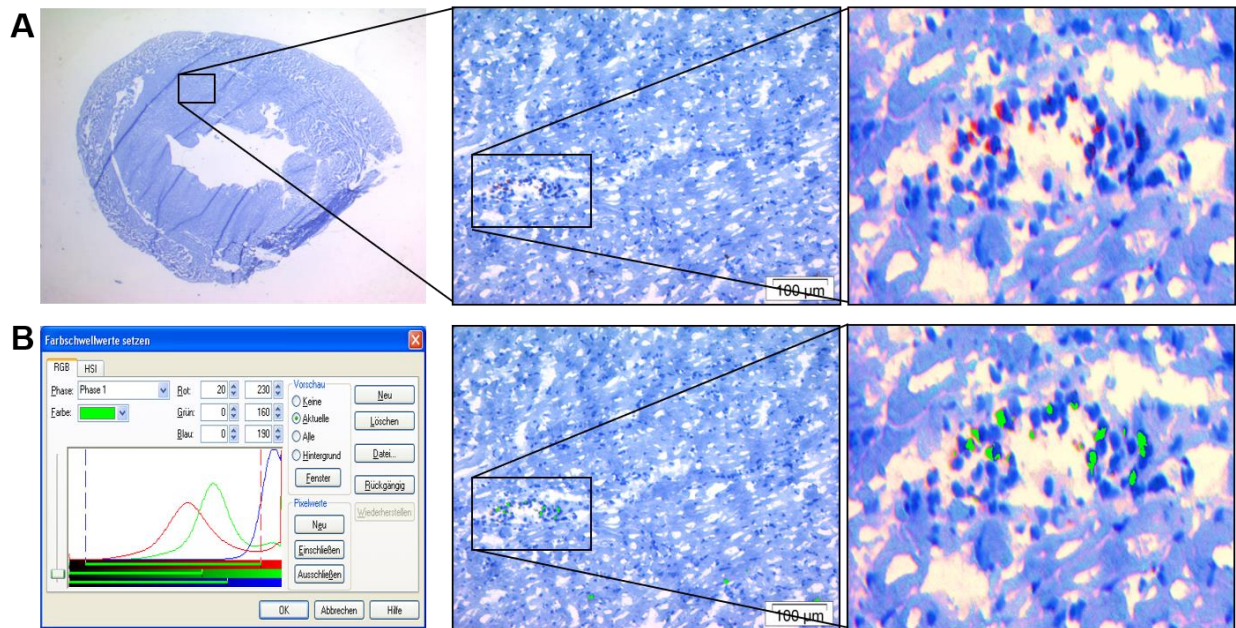 A
100 µm
B
Farbschwellwerte setzen
RGB HSI
Phase: Phase 1
Farbe:
Rot: 20 230
Grün: 0 160
Blau: 0 190
Vorschau
Keine
Aktuelle
Alle
Hintergrund
Fenster
Pixelwerte
Neu
Einschließen
Ausschließen
Neu
Löschen
Datei...
Rückgängig
Wiederherstellen
OK Abbrechen Hilfe
100 µm